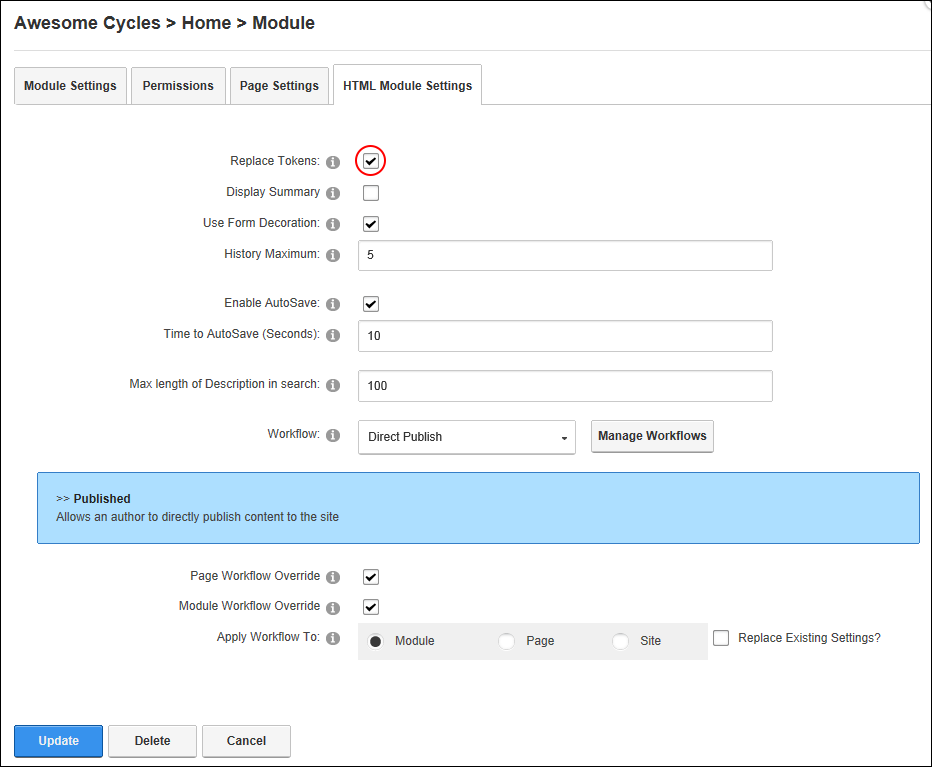 Awesome Cycles > Home > Module
Module Settings Permissions Page Settings HTML Module Settings
Replace Tokens:
Display Summary
Use Form Decoration:
History Maximum: 5
Enable AutoSave:
Time to AutoSave (Seconds): 10
Max length of Description in search: 100
Workflow: Direct Publish Manage Workflows
>> Published
Allows an author to directly publish content to the site
Page Workflow Override
Module Workflow Override
Apply Workflow To: Module Page Site Replace Existing Settings?
Update Delete Cancel